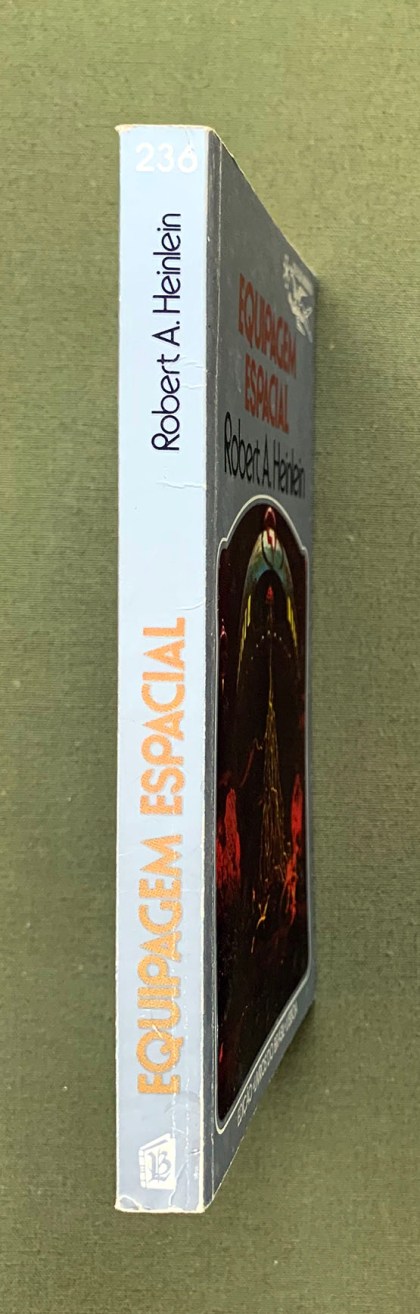 236
Robert A. Heinlein
EQUIPAGEM ESPACIAL
EQUIPAGEM
ESPACIAL
Robert A. Heinlein